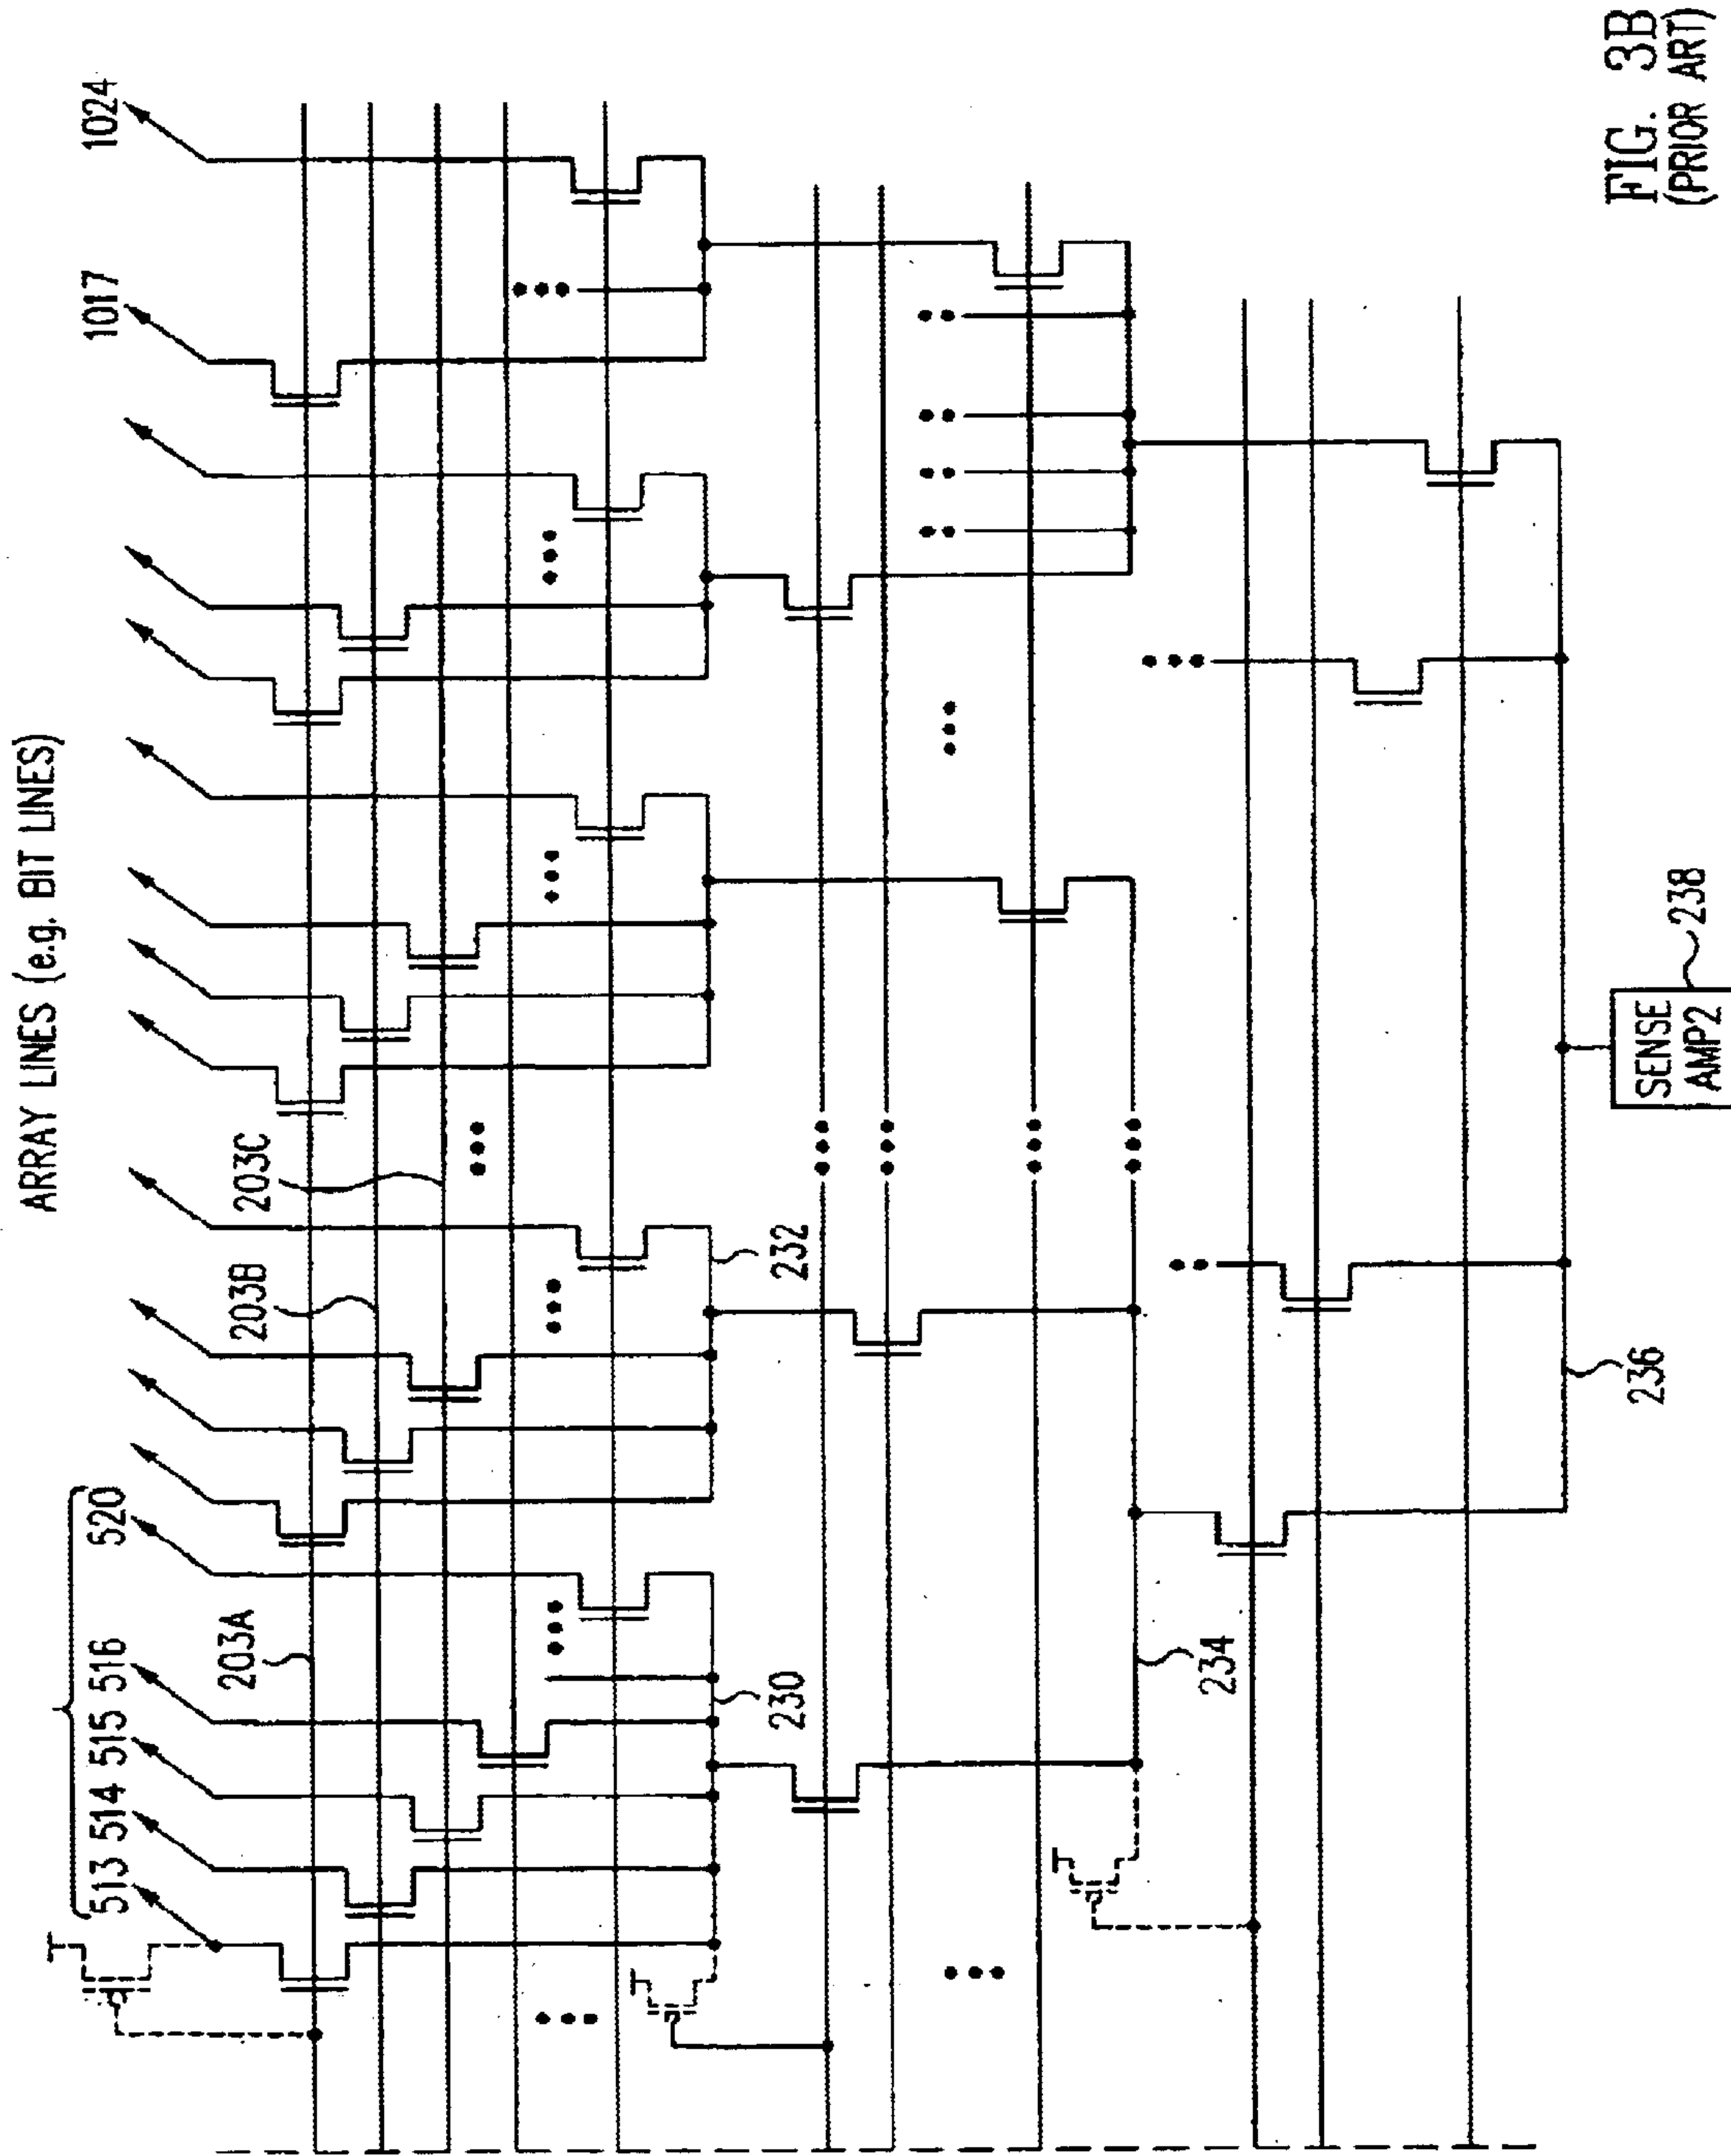 ARRAY LINES (e.g. BIT LINES)
513 514 515 516 520
1017
1024
203A
203B
203C
230
232
234
236
SENSE
AMP2
238
FIG. 3B
(PRIOR ART)